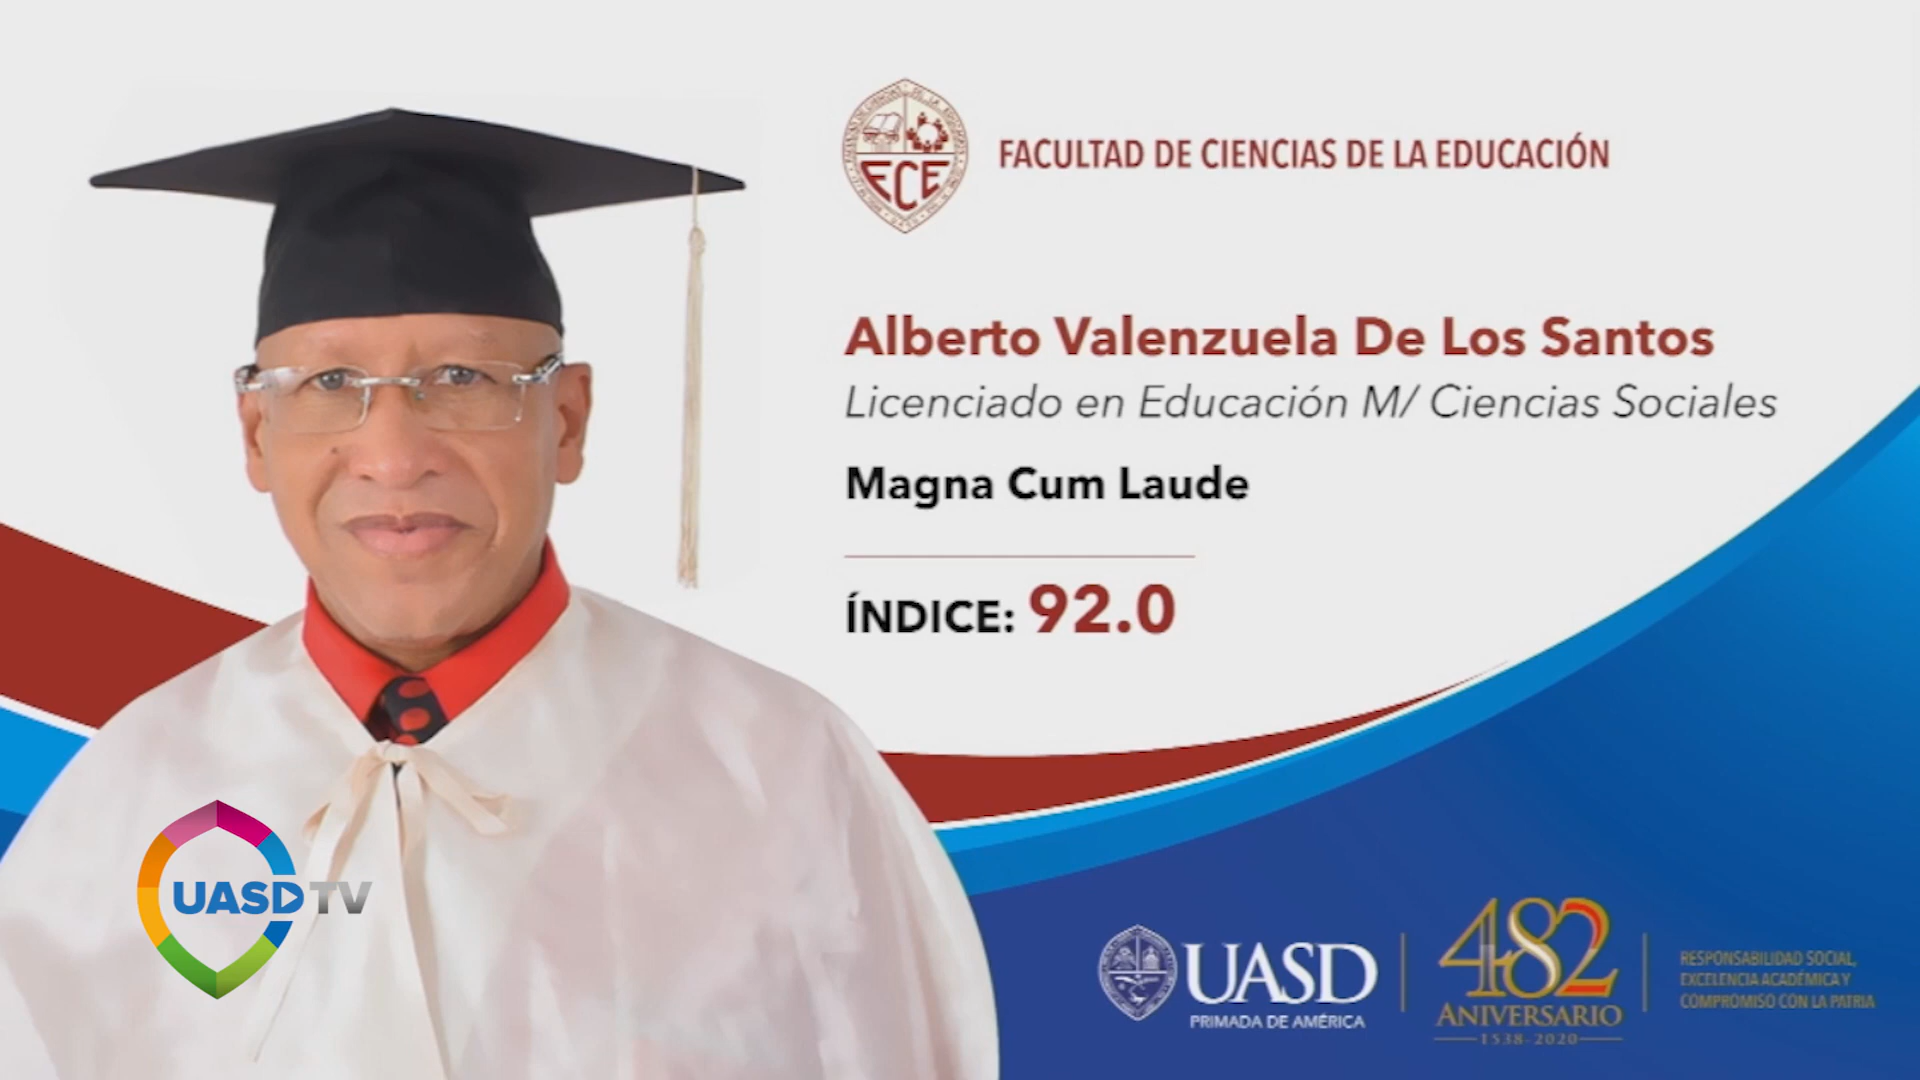 FACULTAD DE CIENCIAS DE LA EDUCACIÓN
FCE
Alberto Valenzuela De Los Santos
Licenciado en Educación M/ Ciencias Sociales
Magna Cum Laude
ÍNDICE: 92.0
UASD TV
UASD
PRIMADA DE AMÉRICA
482
ANIVERSARIO
1538-2020
RESPONSABILIDAD SOCIAL,
EXCELENCIA ACADÉMICA Y
COMPROMISO CON LA PATRIA